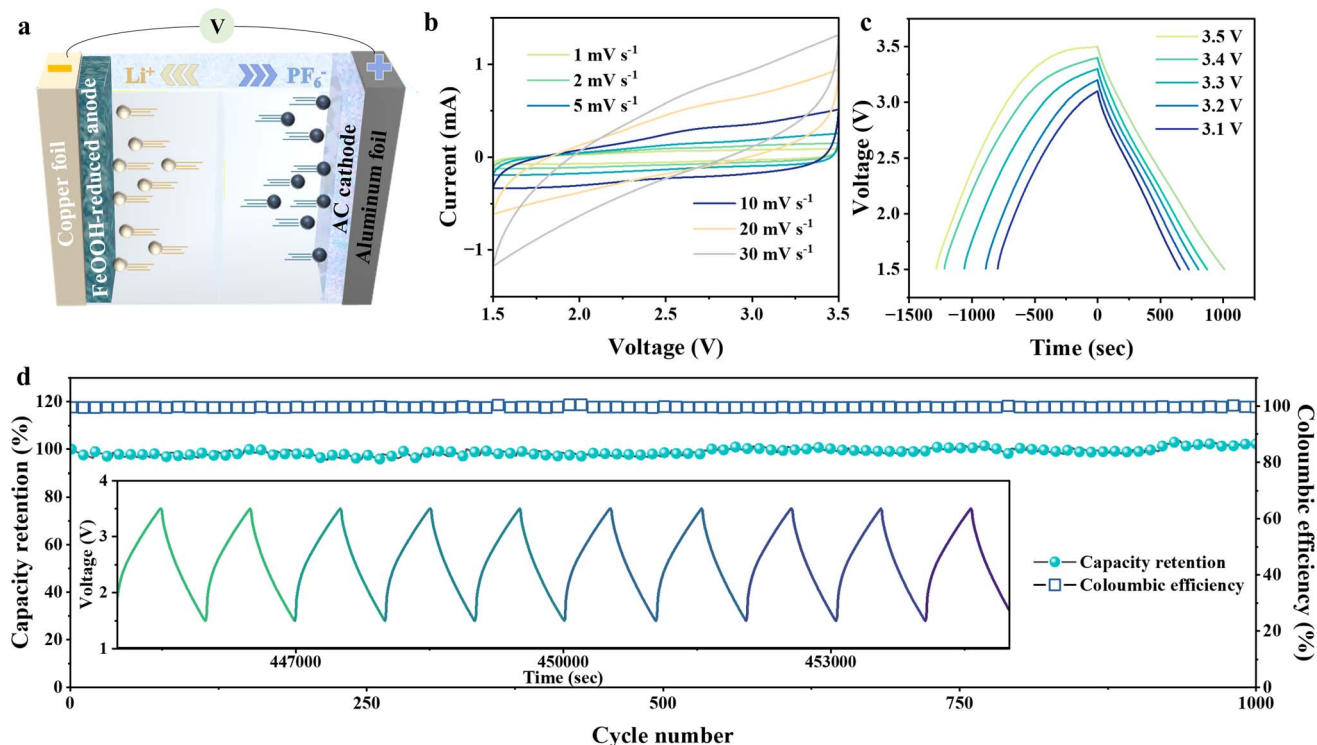 a
V
Li⁺
PF₆⁻
Copper foil
FeOOH-reduced anode
AC cathode
Aluminum foil
b
1 mV s⁻¹
2 mV s⁻¹
5 mV s⁻¹
10 mV s⁻¹
20 mV s⁻¹
30 mV s⁻¹
Current (mA)
1
0
−1
1.5 2.0 2.5 3.0 3.5
Voltage (V)
c
3.5 V
3.4 V
3.3 V
3.2 V
3.1 V
Voltage (V)
3.5
3.0
2.5
2.0
1.5
−1500 −1000 −500 0 500 1000
Time (sec)
d
Capacity retention (%)
120
100
80
60
40
20
0
Voltage (V)
4
3
2
1
447000 450000 453000
Time (sec)
Capacity retention
Coloumbic efficiency
100
80
60
40
20
0
Coloumbic efficiency (%)
0 250 500 750 1000
Cycle number